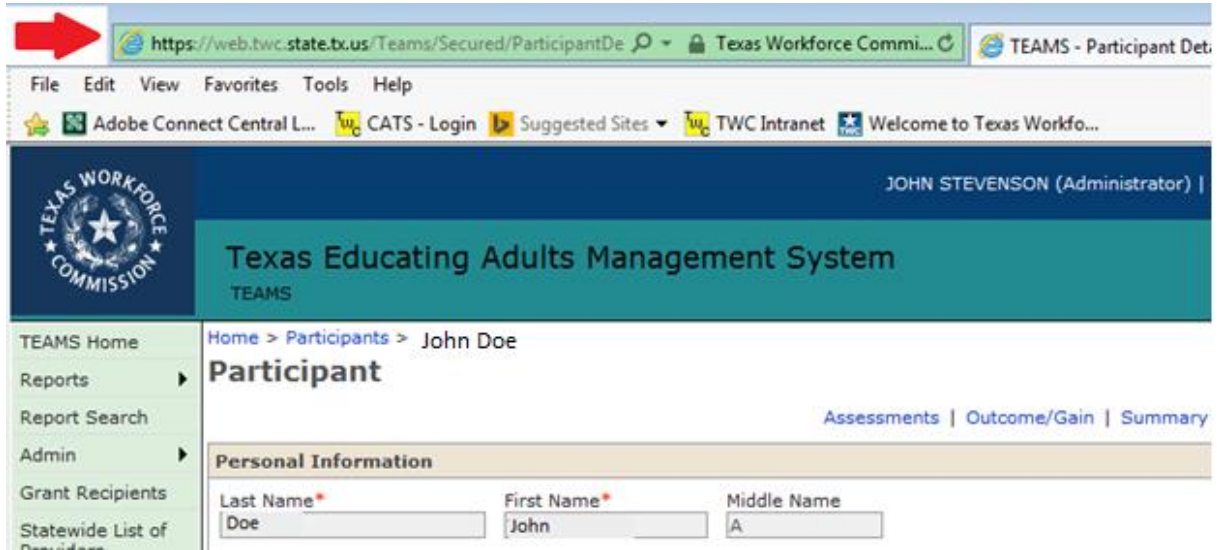 https://web.twc.state.tx.us/Teams/Secured/ParticipantDe Texas Workforce Commi... TEAMS - Participant Det
File Edit View Favorites Tools Help
Adobe Connect Central L... CATS - Login Suggested Sites TWC Intranet Welcome to Texas Workfo...
TEXAS WORKFORCE COMMISSION
JOHN STEVENSON (Administrator) |
Texas Educating Adults Management System
TEAMS
TEAMS Home
Reports
Report Search
Admin
Grant Recipients
Statewide List of
Providers
Home > Participants > John Doe
Participant
Assessments | Outcome/Gain | Summary
Personal Information
Last Name* First Name* Middle Name
Doe John A